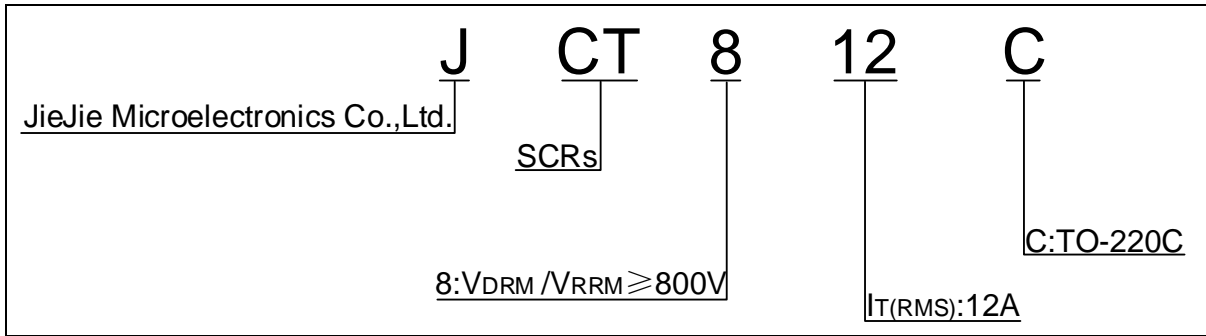 J CT 8 12 C
JieJie Microelectronics Co.,Ltd.
SCRs
C:TO-220C
8:VDRM /VRRM≥800V
IT(RMS):12A